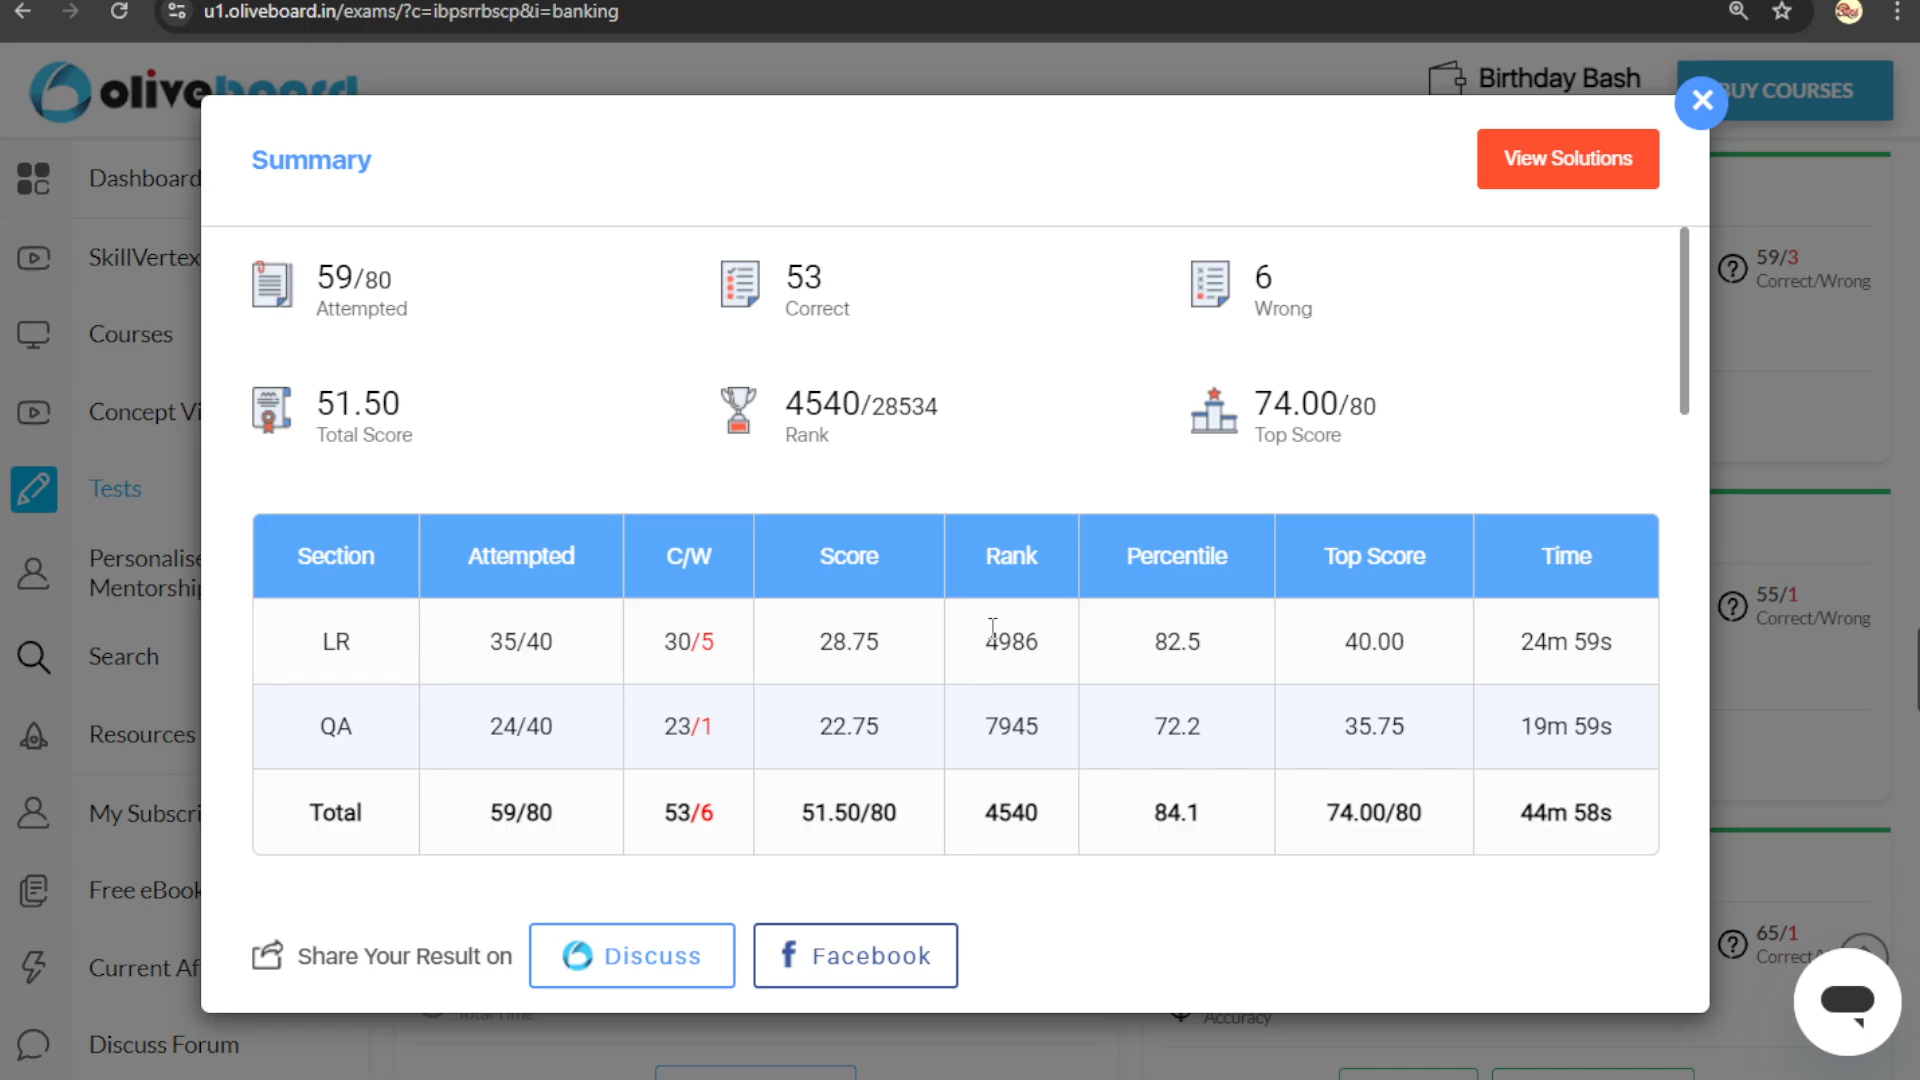 u1.oliveboard.in/exams/?c=ibpsrrbscp&i=banking
oliveboard
Birthday Bash
BUY COURSES
Summary
View Solutions
Dashboard
SkillVertex
Courses
Concept Vi
Tests
Personalise
Mentorship
Search
Resources
My Subscri
Free eBook
Current Af
Discuss Forum
59/80
Attempted
53
Correct
6
Wrong
51.50
Total Score
4540/28534
Rank
74.00/80
Top Score
Section Attempted C/W Score Rank Percentile Top Score Time
LR 35/40 30/5 28.75 4986 82.5 40.00 24m 59s
QA 24/40 23/1 22.75 7945 72.2 35.75 19m 59s
Total 59/80 53/6 51.50/80 4540 84.1 74.00/80 44m 58s
Share Your Result on
Discuss
f Facebook
59/3
Correct/Wrong
55/1
Correct/Wrong
65/1
Correct
Total Time
Accuracy